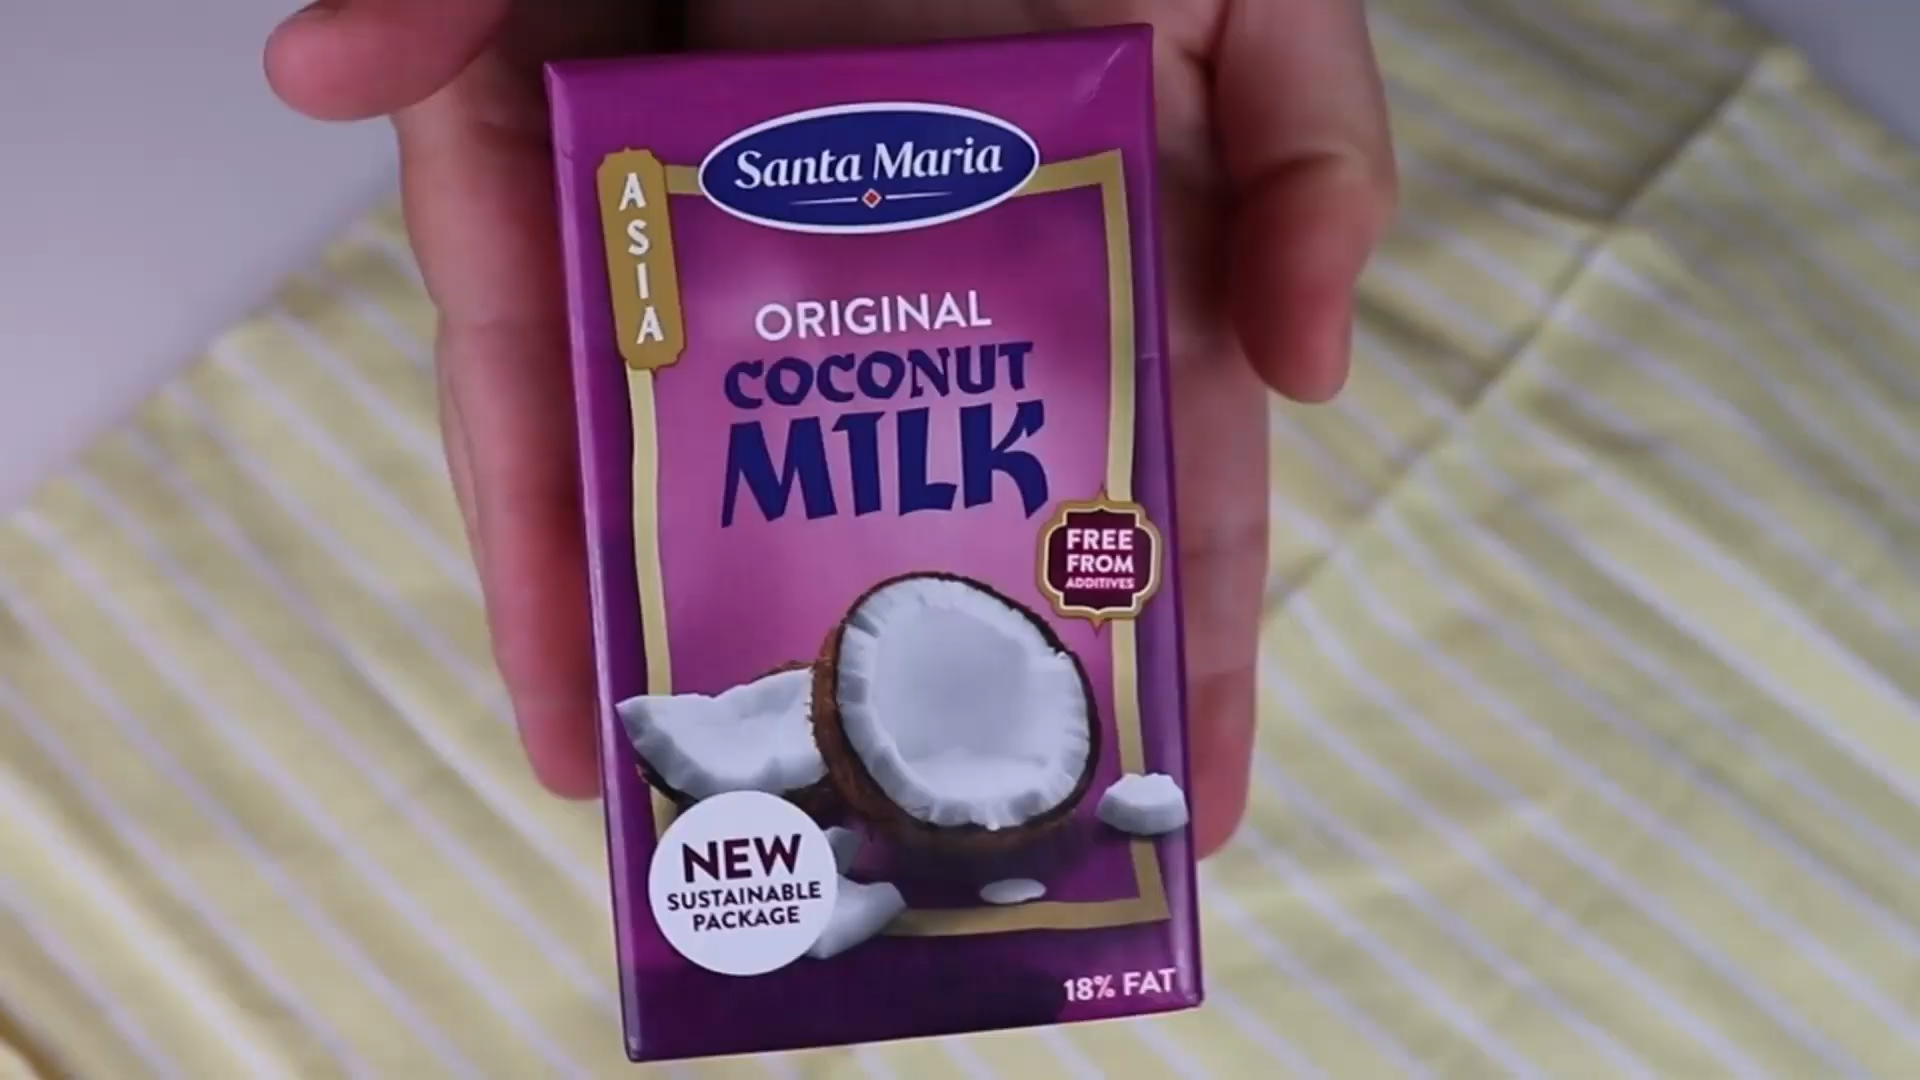 Santa Maria
ASIA
ORIGINAL
COCONUT
MILK
FREE
FROM
ADDITIVES
NEW
SUSTAINABLE
PACKAGE
18% FAT